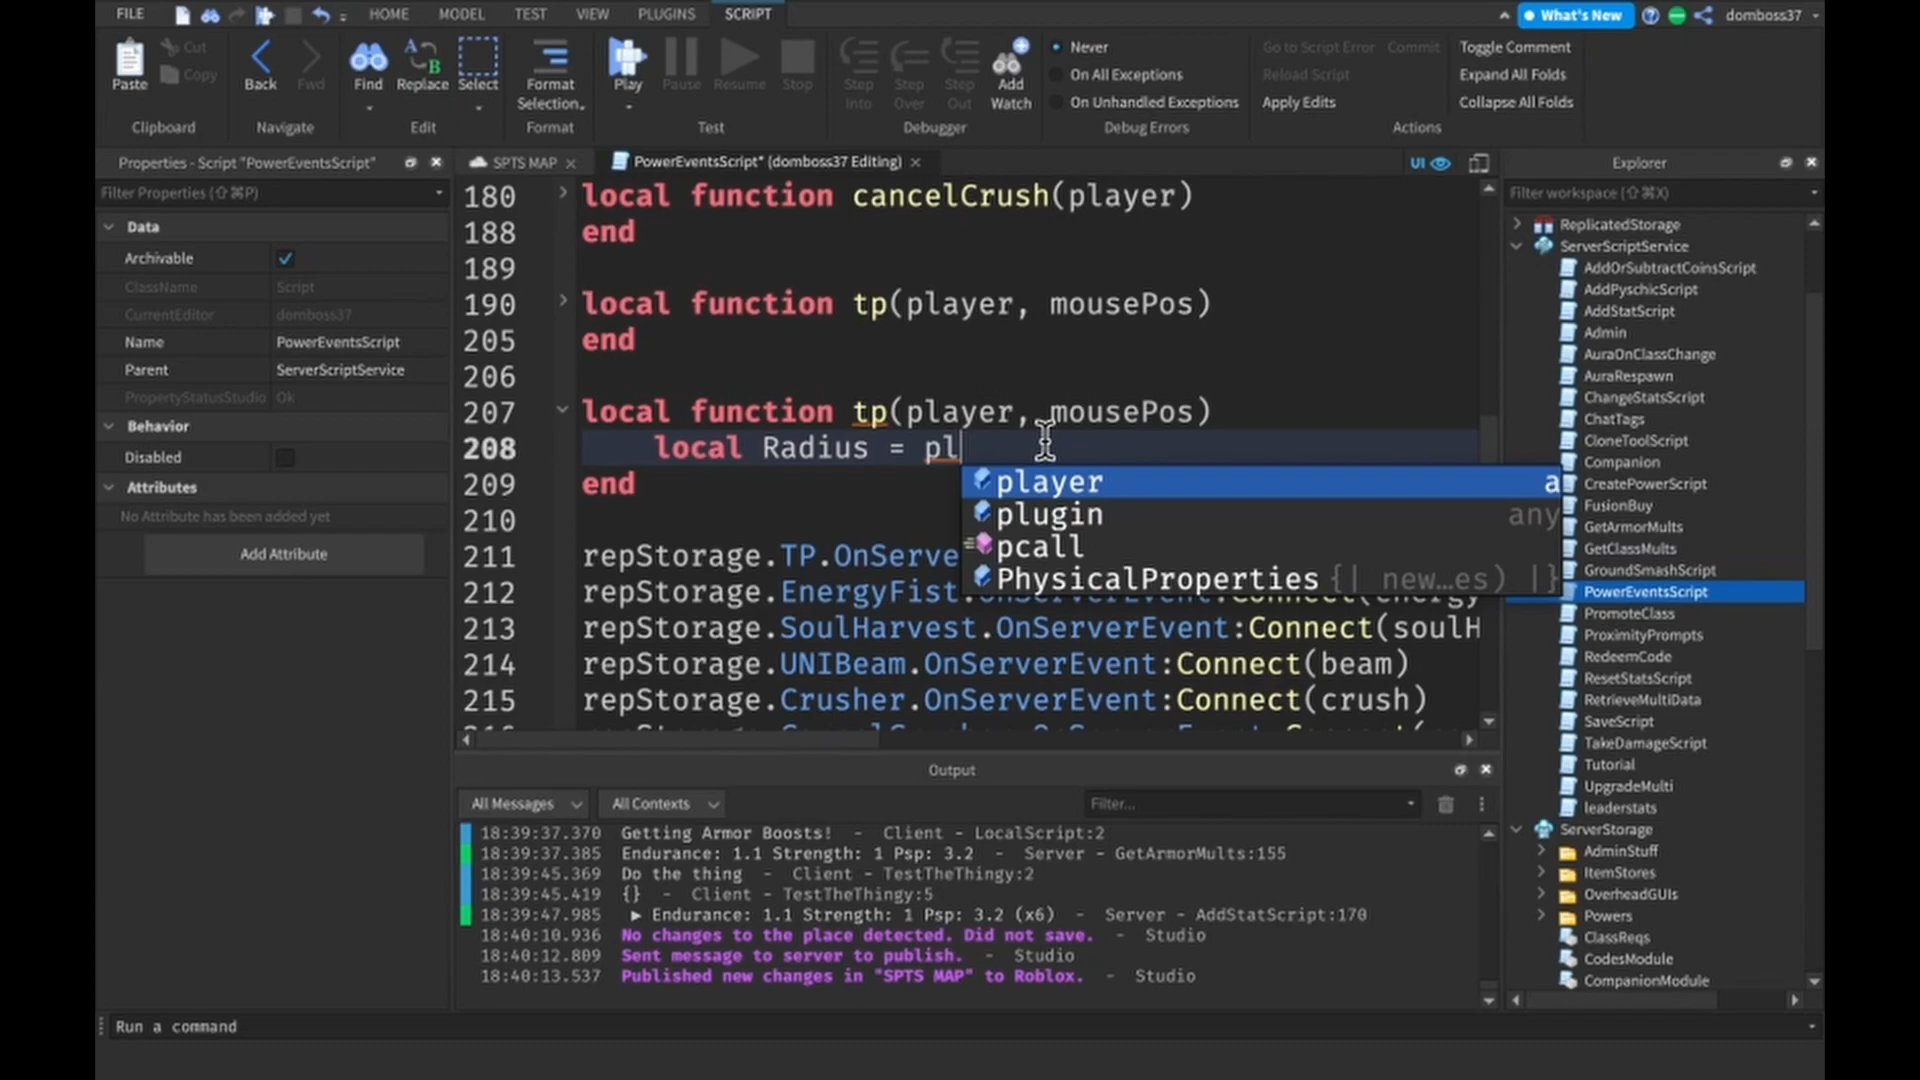 FILE HOME MODEL TEST VIEW PLUGINS SCRIPT What's New domboss37
Paste Cut Copy Clipboard
Back Fwd Navigate
Find Replace Select Edit
Format Selection Format
Play Pause Resume Stop Test
Step Into Step Over Step Out Add Watch Debugger
Never
On All Exceptions
On Unhandled Exceptions
Debug Errors
Go to Script Error Commit Toggle Comment
Reload Script Expand All Folds
Apply Edits Collapse All Folds
Actions
Properties - Script "PowerEventsScript"
Filter Properties (⇧⌘P)
Data
Archivable
ClassName Script
CurrentEditor domboss37
Name PowerEventsScript
Parent ServerScriptService
PropertyStatusStudio Ok
Behavior
Disabled
Attributes
No Attribute has been added yet
Add Attribute
SPTS MAP PowerEventsScript* (domboss37 Editing) UI
180 local function cancelCrush(player)
188 end
189
190 local function tp(player, mousePos)
205 end
206
207 local function tp(player, mousePos)
208 local Radius = pl
209 end
210
211 repStorage.TP.OnServe
212 repStorage.EnergyFist.OnServerEvent:Connect(energy
213 repStorage.SoulHarvest.OnServerEvent:Connect(soulH
214 repStorage.UNIBeam.OnServerEvent:Connect(beam)
215 repStorage.Crusher.OnServerEvent:Connect(crush)
player a
plugin any
pcall
PhysicalProperties {| new...es) |}
Output
All Messages All Contexts Filter...
18:39:37.370 Getting Armor Boosts! - Client - LocalScript:2
18:39:37.385 Endurance: 1.1 Strength: 1 Psp: 3.2 - Server - GetArmorMults:155
18:39:45.369 Do the thing - Client - TestTheThingy:2
18:39:45.419 {} - Client - TestTheThingy:5
18:39:47.985 ▶ Endurance: 1.1 Strength: 1 Psp: 3.2 (x6) - Server - AddStatScript:170
18:40:10.936 No changes to the place detected. Did not save. - Studio
18:40:12.809 Sent message to server to publish. - Studio
18:40:13.537 Published new changes in "SPTS MAP" to Roblox. - Studio
Explorer
Filter workspace (⇧⌘X)
ReplicatedStorage
ServerScriptService
AddOrSubtractCoinsScript
AddPyschicScript
AddStatScript
Admin
AuraOnClassChange
AuraRespawn
ChangeStatsScript
ChatTags
CloneToolScript
Companion
CreatePowerScript
FusionBuy
GetArmorMults
GetClassMults
GroundSmashScript
PowerEventsScript
PromoteClass
ProximityPrompts
RedeemCode
ResetStatsScript
RetrieveMultiData
SaveScript
TakeDamageScript
Tutorial
UpgradeMulti
leaderstats
ServerStorage
AdminStuff
ItemStores
OverheadGUIs
Powers
ClassReqs
CodesModule
CompanionModule
Run a command